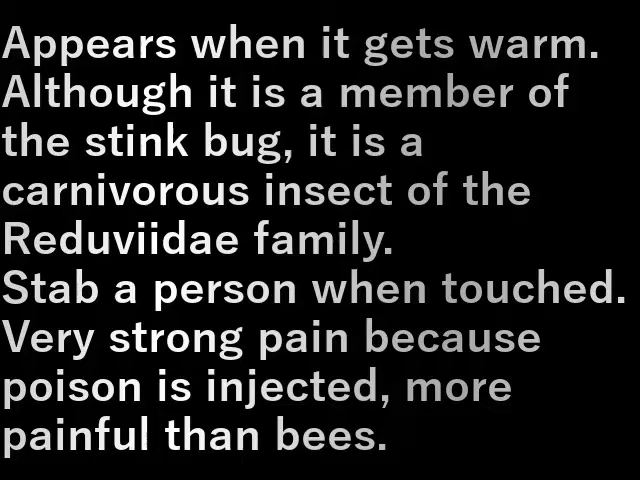 Appears when it gets warm.
Although it is a member of
the stink bug, it is a
carnivorous insect of the
Reduviidae family.
Stab a person when touched.
Very strong pain because
poison is injected, more
painful than bees.